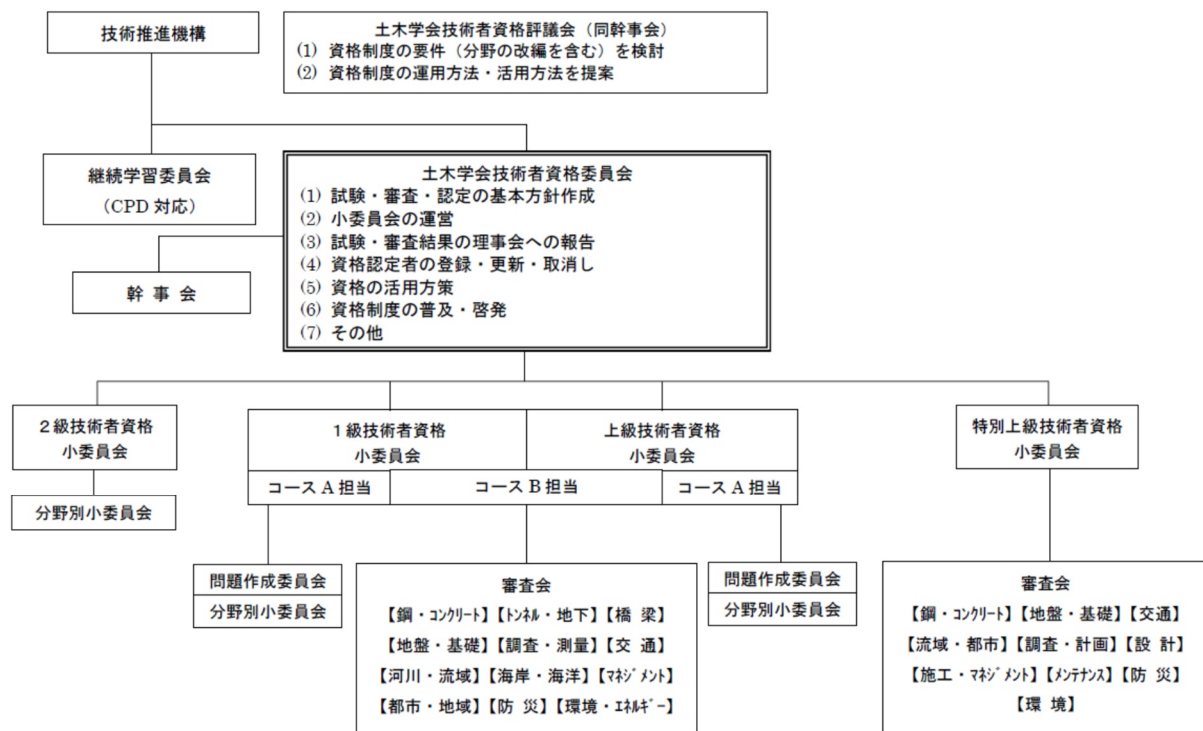 技術推進機構
土木学会技術者資格評議会（同幹事会）
(1) 資格制度の要件（分野の改編を含む）を検討
(2) 資格制度の運用方法・活用方法を提案
継続学習委員会
（CPD 対応）
土木学会技術者資格委員会
(1) 試験・審査・認定の基本方針作成
(2) 小委員会の運営
(3) 試験・審査結果の理事会への報告
(4) 資格認定者の登録・更新・取消し
(5) 資格の活用方策
(6) 資格制度の普及・啓発
(7) その他
幹 事 会
２級技術者資格
小委員会
分野別小委員会
１級技術者資格
小委員会
上級技術者資格
小委員会
コース A 担当
コース B 担当
コース A 担当
特別上級技術者資格
小委員会
問題作成委員会
分野別小委員会
審査会
【鋼・ｺﾝｸﾘｰﾄ】【ﾄﾝﾈﾙ・地下】【橋 梁】
【地盤・基礎】【調査・測量】【交 通】
【河川・流域】【海岸・海洋】【ﾏﾈｼﾞﾒﾝﾄ】
【都市・地域】【防 災】【環境・ｴﾈﾙｷﾞｰ】
問題作成委員会
分野別小委員会
審査会
【鋼・ｺﾝｸﾘｰﾄ】【地盤・基礎】【交通】
【流域・都市】【調査・計画】【設 計】
【施工・ﾏﾈｼﾞﾒﾝﾄ】【ﾒﾝﾃﾅﾝｽ】【防 災】
【環 境】